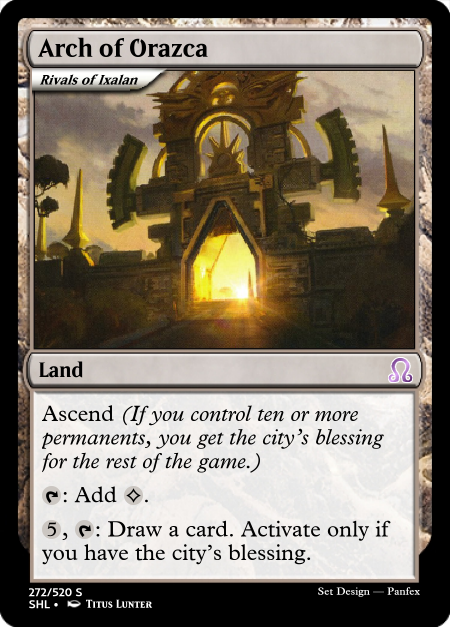 Arch of Orazca
Rivals of Ixalan
Land
Ascend (If you control ten or more
permanents, you get the city's blessing
for the rest of the game.)
: Add .
5, : Draw a card. Activate only if
you have the city's blessing.
272/520 S
Set Design — Panfex
SHL • Titus Lunter